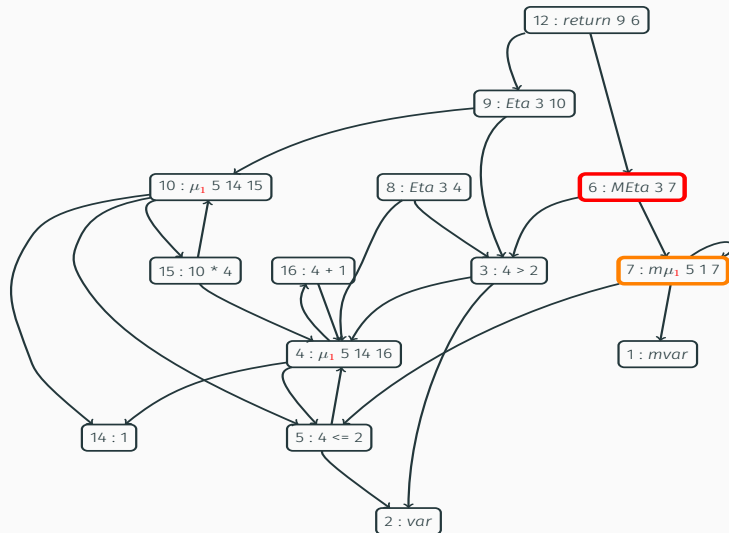 12 : return 9 6
9 : Eta 3 10
10 : μ₁ 5 14 15
8 : Eta 3 4
6 : MEta 3 7
15 : 10 * 4
16 : 4 + 1
3 : 4 > 2
7 : mμ₁ 5 1 7
4 : μ₁ 5 14 16
1 : mvar
14 : 1
5 : 4 <= 2
2 : var